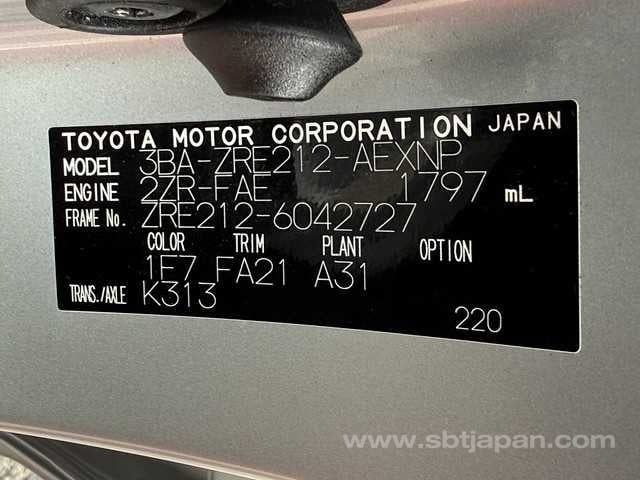 TOYOTA MOTOR CORPORATION JAPAN
MODEL 3BA-ZRE212-AEXNP
ENGINE 2ZR-FAE 1797 mL
FRAME No. ZRE212-6042727
COLOR TRIM PLANT OPTION
1F7 FA21 A31
TRANS./AXLE K313
220
www.sbtjapan.com